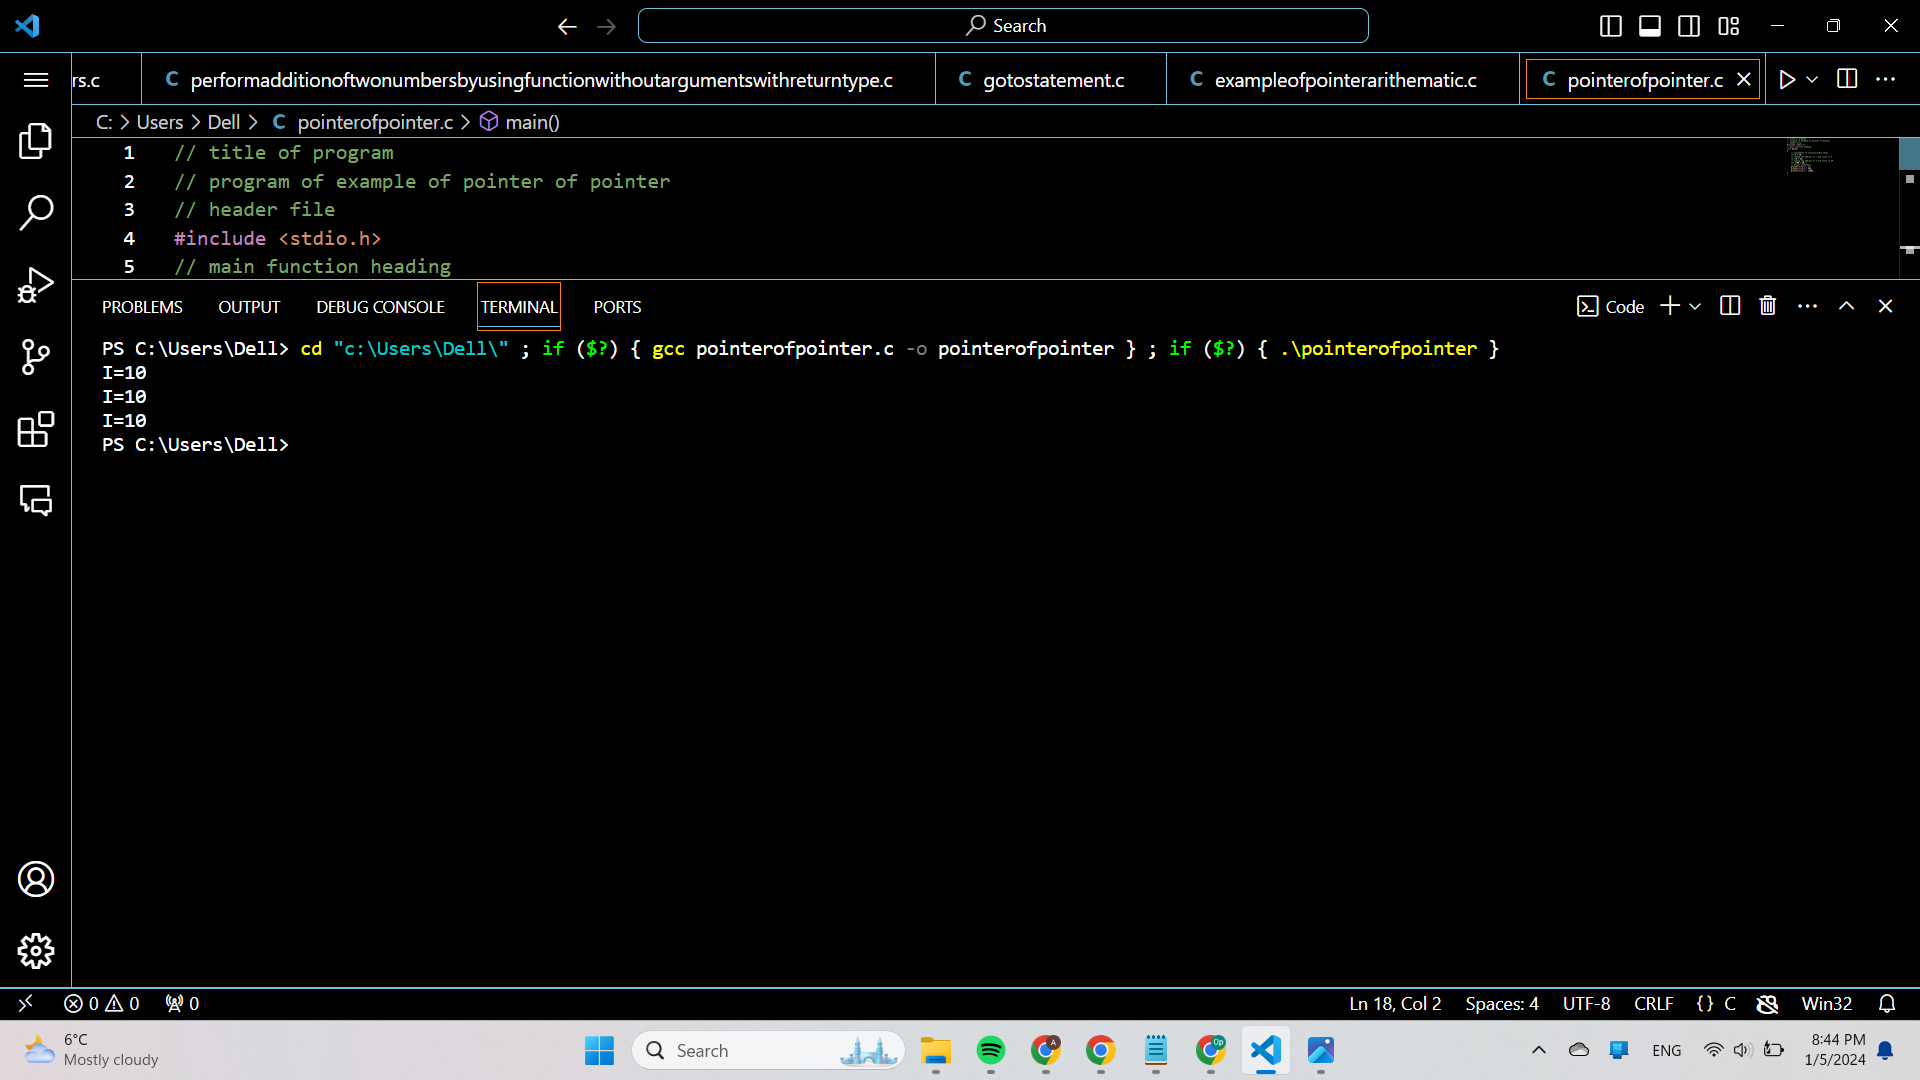 Search
rs.c
C performadditionoftwonumbersbyusingfunctionwithoutargumentswithreturntype.c
C gotostatement.c
C exampleofpointerarithematic.c
C pointerofpointer.c
C: > Users > Dell > C pointerofpointer.c > main()
1 // title of program
2 // program of example of pointer of pointer
3 // header file
4 #include <stdio.h>
5 // main function heading
PROBLEMS OUTPUT DEBUG CONSOLE TERMINAL PORTS
Code
PS C:\Users\Dell> cd "c:\Users\Dell\" ; if ($?) { gcc pointerofpointer.c -o pointerofpointer } ; if ($?) { .\pointerofpointer }
I=10
I=10
I=10
PS C:\Users\Dell>
0 0 0
Ln 18, Col 2 Spaces: 4 UTF-8 CRLF {} C Win32
6°C
Mostly cloudy
Search
A
Op
ENG
8:44 PM
1/5/2024